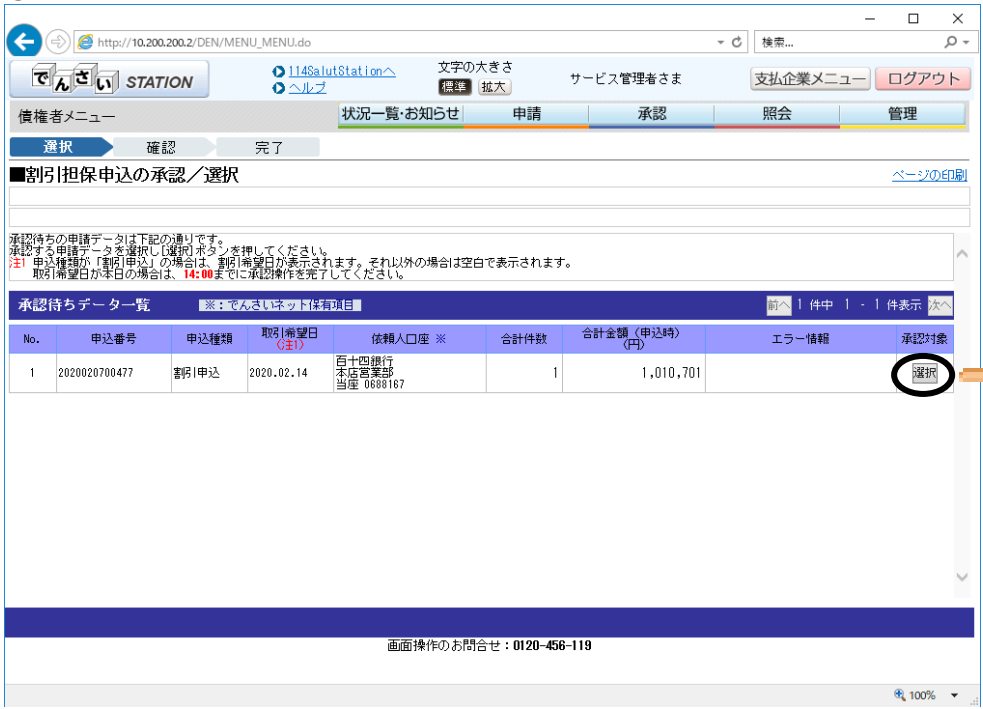 http://10.200.200.2/DEN/MENU_MENU.do
検索...
でんさい STATION
114SalutStationへ
ヘルプ
文字の大きさ
標準 拡大
サービス管理者さま
支払企業メニュー
ログアウト
債権者メニュー
状況一覧・お知らせ 申請 承認 照会 管理
選択 確認 完了
■割引担保申込の承認／選択
ページの印刷
承認待ちの申請データは下記の通りです。
承認する申請データを選択し[選択]ボタンを押してください。
注1 申込種類が「割引申込」の場合は、割引希望日が表示されます。それ以外の場合は空白で表示されます。
取引希望日が本日の場合は、14:00までに承認操作を完了してください。
承認待ちデータ一覧 ※：でんさいネット保有項目 前へ 1 件中 1 - 1 件表示 次へ
No. 申込番号 申込種類 取引希望日(注1) 依頼人口座 ※ 合計件数 合計金額（申込時）(円) エラー情報 承認対象
1 2020020700477 割引申込 2020.02.14 百十四銀行 1 1,010,701 選択
本店営業部
当座 0688167
画面操作のお問合せ：0120-456-119
100%